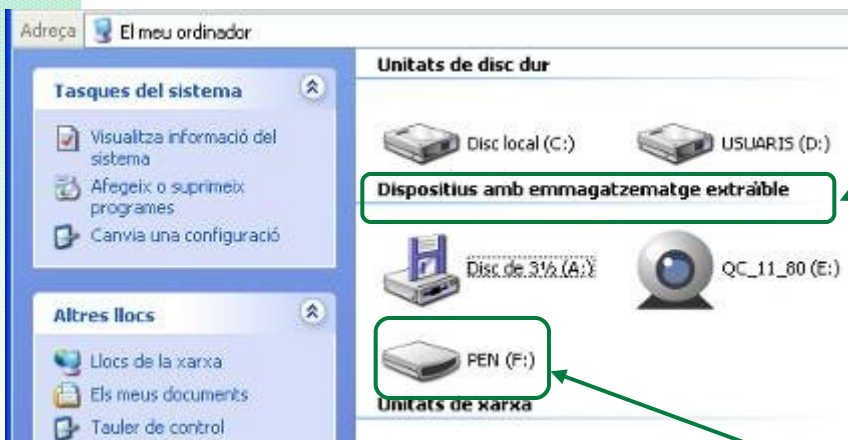 Adreça El meu ordinador
Tasques del sistema
Visualitza informació del
sistema
Afegeix o suprimeix
programes
Canvia una configuració
Altres llocs
Llocs de la xarxa
Els meus documents
Tauler de control
Unitats de disc dur
Disc local (C:)
USUARIS (D:)
Dispositius amb emmagatzematge extraïble
Disc de 3½ (A:)
QC_11_80 (E:)
PEN (F:)
Unitats de xarxa